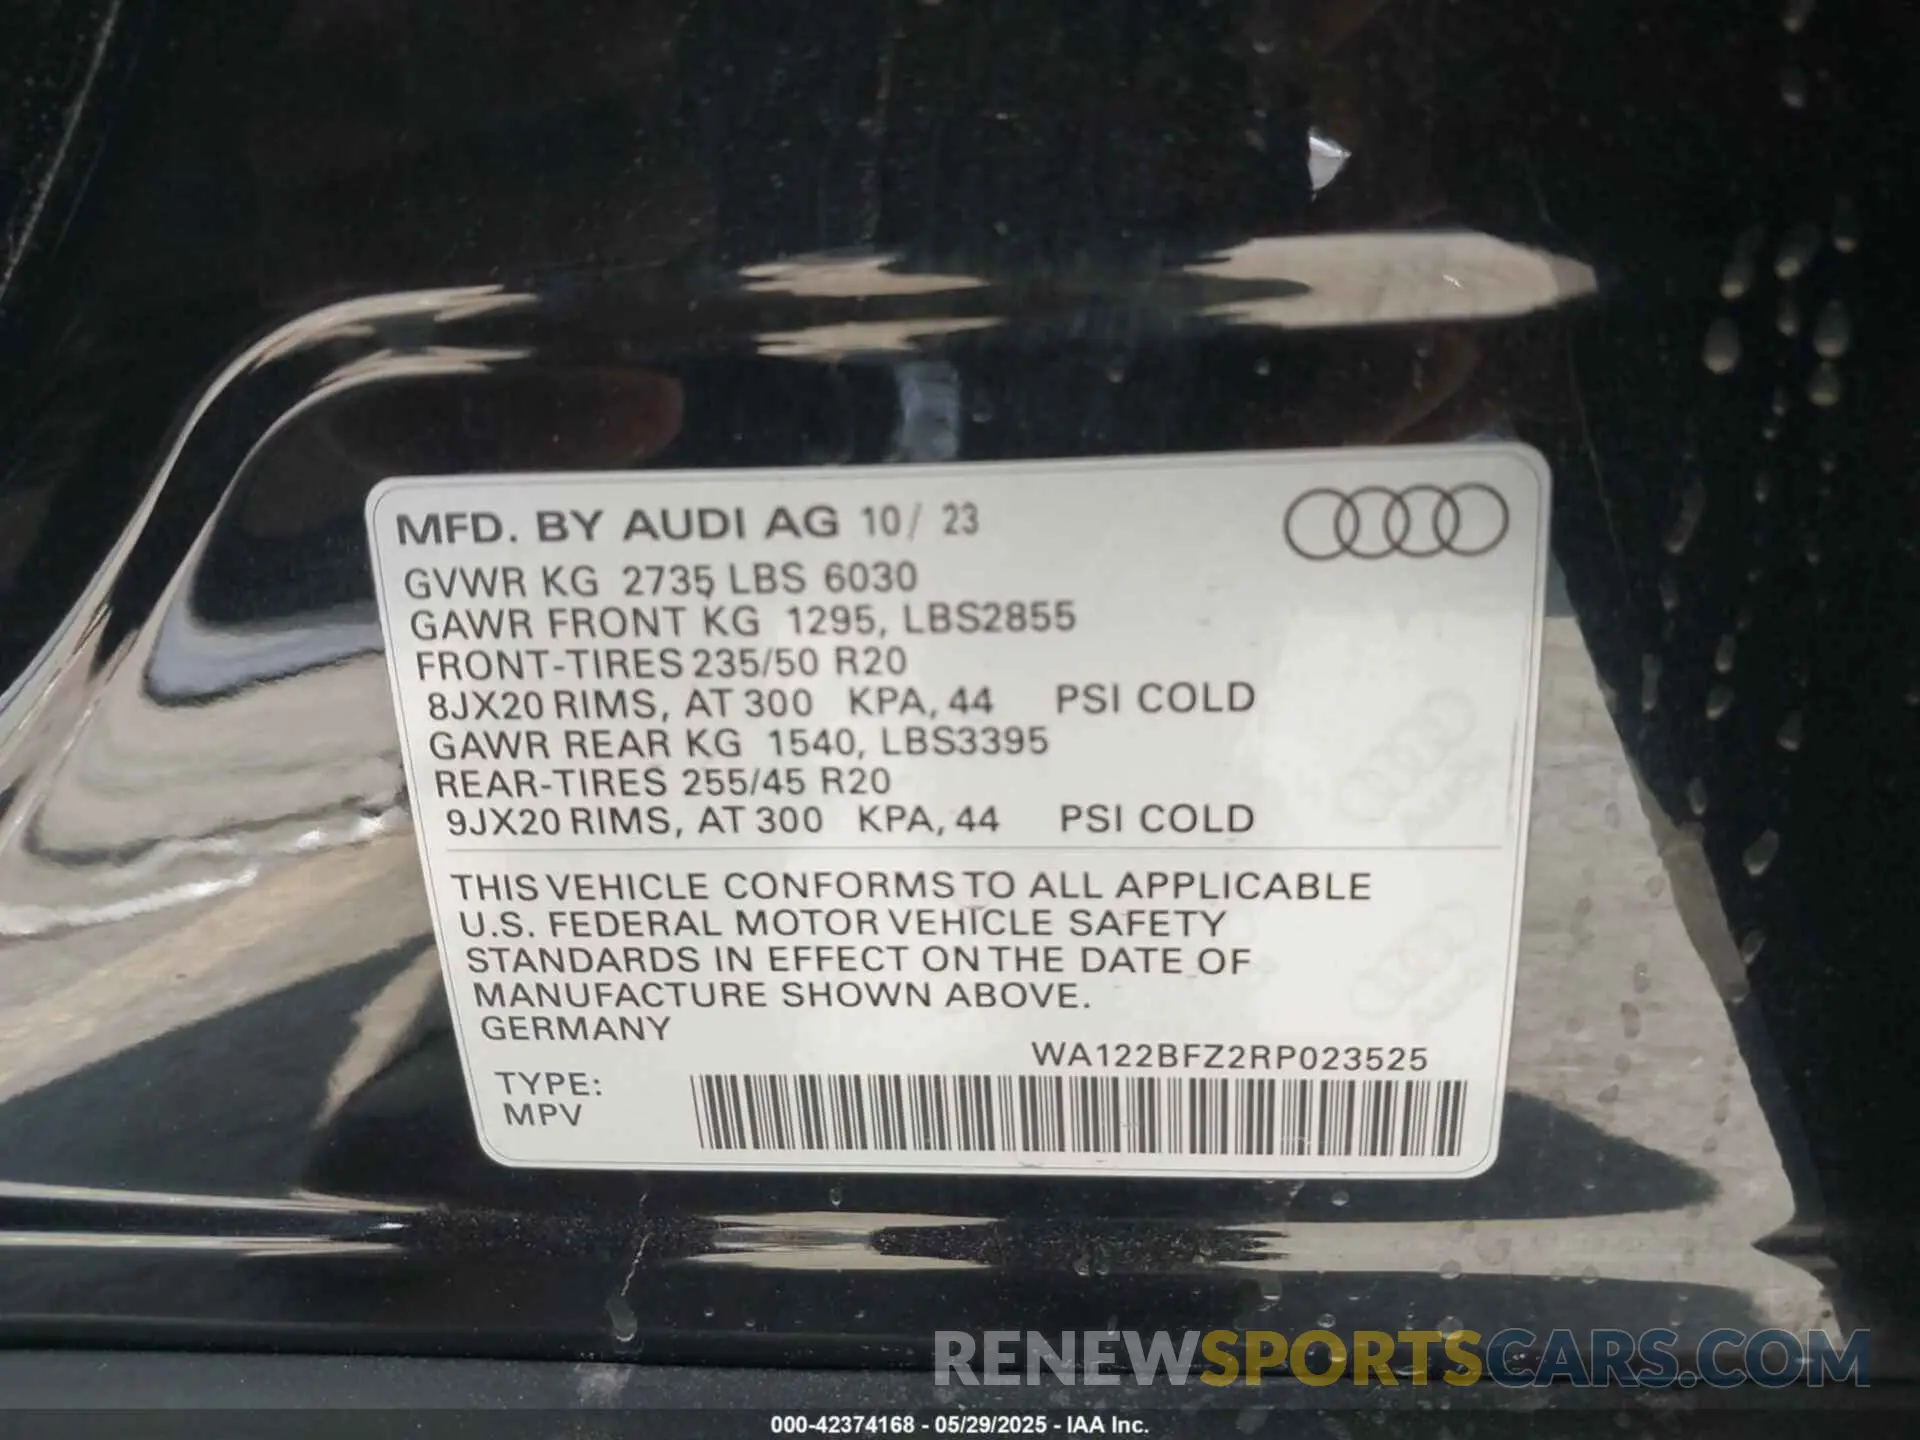 MFD. BY AUDI AG 10/ 23
GVWR KG 2735 LBS 6030
GAWR FRONT KG 1295, LBS2855
FRONT-TIRES 235/50 R20
8JX20 RIMS, AT 300 KPA, 44 PSI COLD
GAWR REAR KG 1540, LBS3395
REAR-TIRES 255/45 R20
9JX20 RIMS, AT 300 KPA, 44 PSI COLD
THIS VEHICLE CONFORMS TO ALL APPLICABLE
U.S. FEDERAL MOTOR VEHICLE SAFETY
STANDARDS IN EFFECT ON THE DATE OF
MANUFACTURE SHOWN ABOVE.
GERMANY
WA122BFZ2RP023525
TYPE:
MPV
RENEWSPORTSCARS.COM
000-42374168 - 05/29/2025 - IAA Inc.